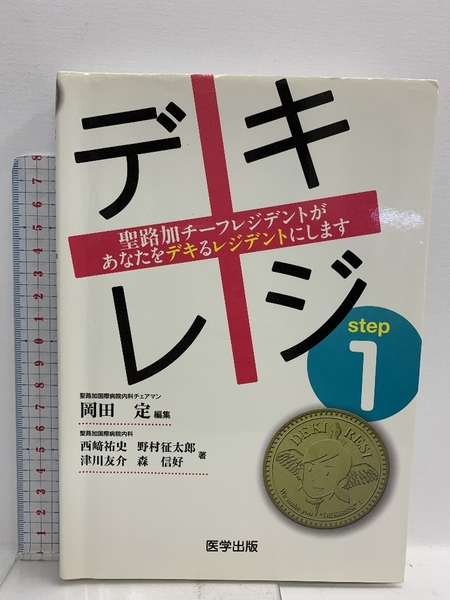 デキ
レジ
聖路加チーフレジデントが
あなたをデキるレジデントにします
step
1
聖路加国際病院内科チェアマン
岡田 定 編集
聖路加国際病院内科
西﨑祐史 野村征太郎
津川友介 森 信好 著
DEKI RESI
We make you "DEKIRESI"
医学出版